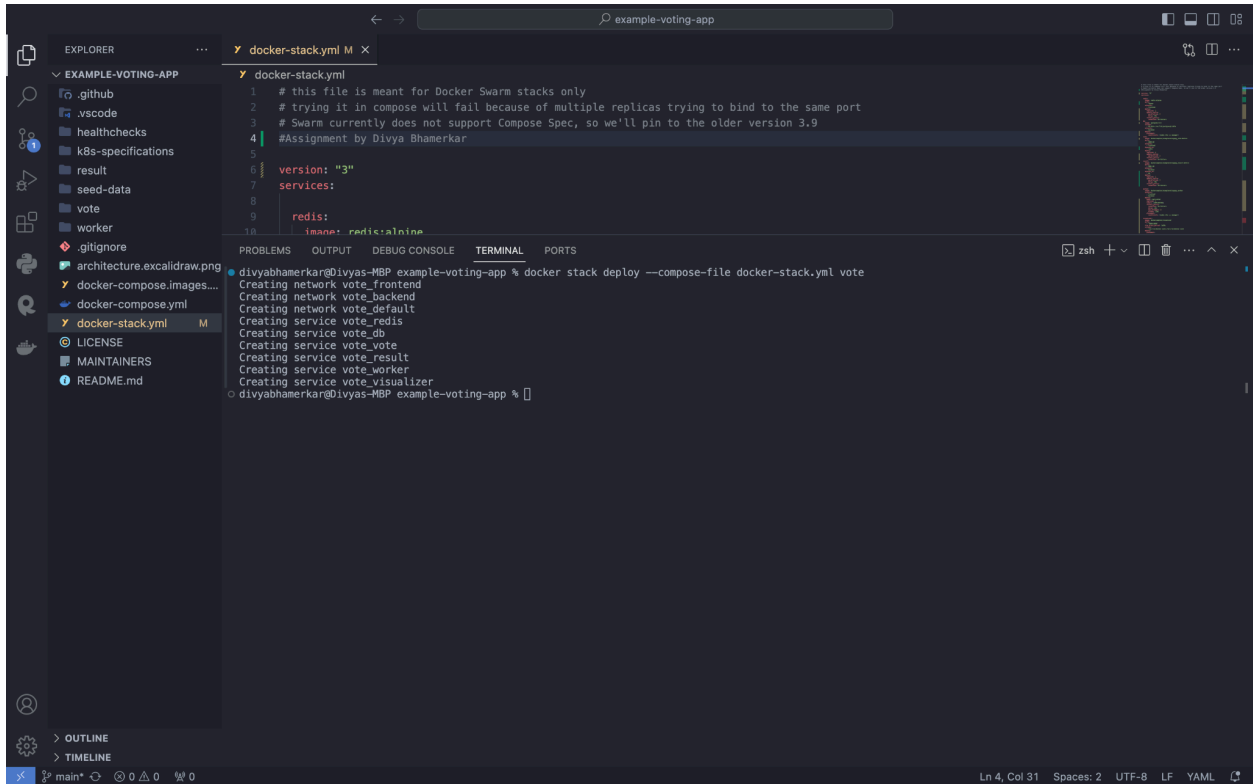 example-voting-app
EXPLORER
docker-stack.yml M
EXAMPLE-VOTING-APP
.github
.vscode
healthchecks
k8s-specifications
result
seed-data
vote
worker
.gitignore
architecture.excalidraw.png
docker-compose.images....
docker-compose.yml
docker-stack.yml M
LICENSE
MAINTAINERS
README.md
1
docker-stack.yml
1 # this file is meant for Docker Swarm stacks only
2 # trying it in compose will fail because of multiple replicas trying to bind to the same port
3 # Swarm currently does not support Compose Spec, so we'll pin to the older version 3.9
4 #Assignment by Divya Bhamerkar
5
6 version: "3"
7 services:
8
9 redis:
10 image: redis:alpine
PROBLEMS OUTPUT DEBUG CONSOLE TERMINAL PORTS
zsh
divyabhamerkar@Divyas-MBP example-voting-app % docker stack deploy --compose-file docker-stack.yml vote
Creating network vote_frontend
Creating network vote_backend
Creating network vote_default
Creating service vote_redis
Creating service vote_db
Creating service vote_vote
Creating service vote_result
Creating service vote_worker
Creating service vote_visualizer
divyabhamerkar@Divyas-MBP example-voting-app %
OUTLINE
TIMELINE
main* 0 0 0
Ln 4, Col 31 Spaces: 2 UTF-8 LF YAML